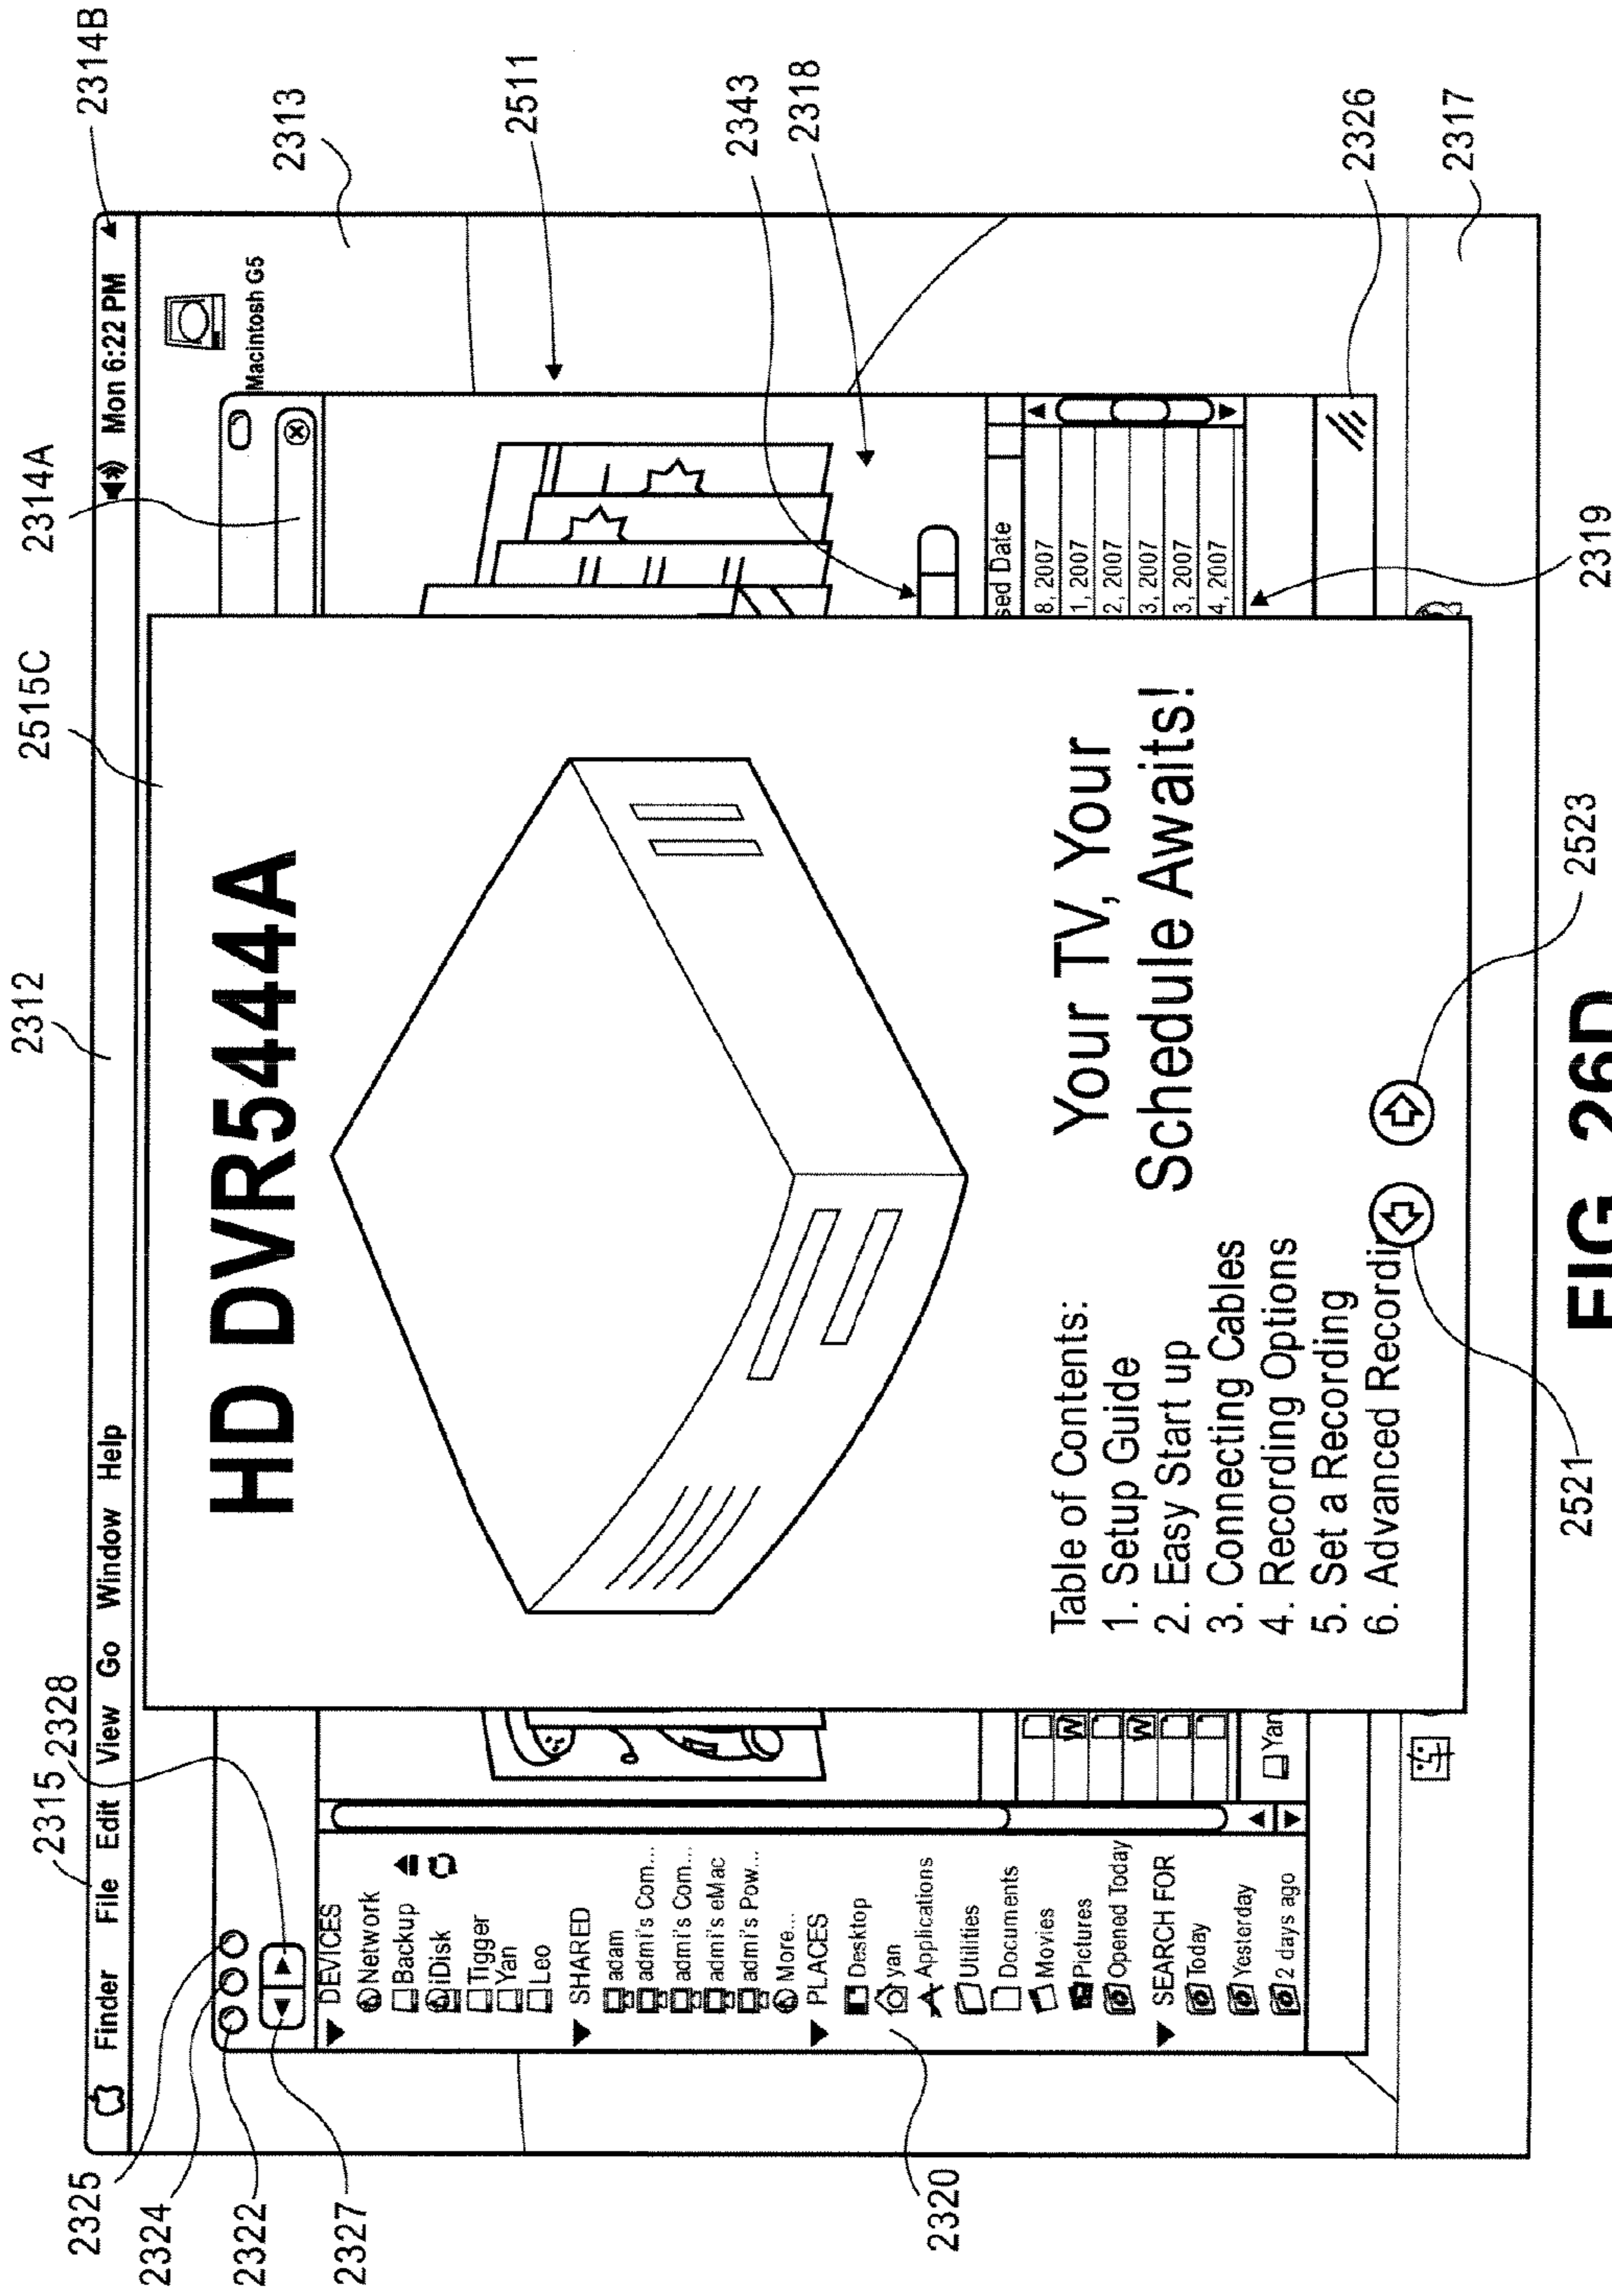 2312
2515C
2314A
2314B
2315
2328
Finder File Edit View Go Window Help
Mon 6:22 PM
Macintosh G5
2313
2325
2324
2322
2327
2511
2343
2318
2320
DEVICES
Network
Backup
iDisk
Tigger
Yan
Leo
SHARED
adam
admi's Com...
admi's Com...
admi's eMac
admi's Pow...
More...
PLACES
Desktop
yan
Applications
Utilities
Documents
Movies
Pictures
Opened Today
SEARCH FOR
Today
Yesterday
2 days ago
HD DVR5444A
Your TV, Your
Schedule Awaits!
Table of Contents:
1. Setup Guide
2. Easy Start up
3. Connecting Cables
4. Recording Options
5. Set a Recording
6. Advanced Recordi
W
W
Yan
sed Date
8, 2007
1, 2007
2, 2007
3, 2007
3, 2007
4, 2007
2326
2317
2521
2523
2319
FIG. 26D